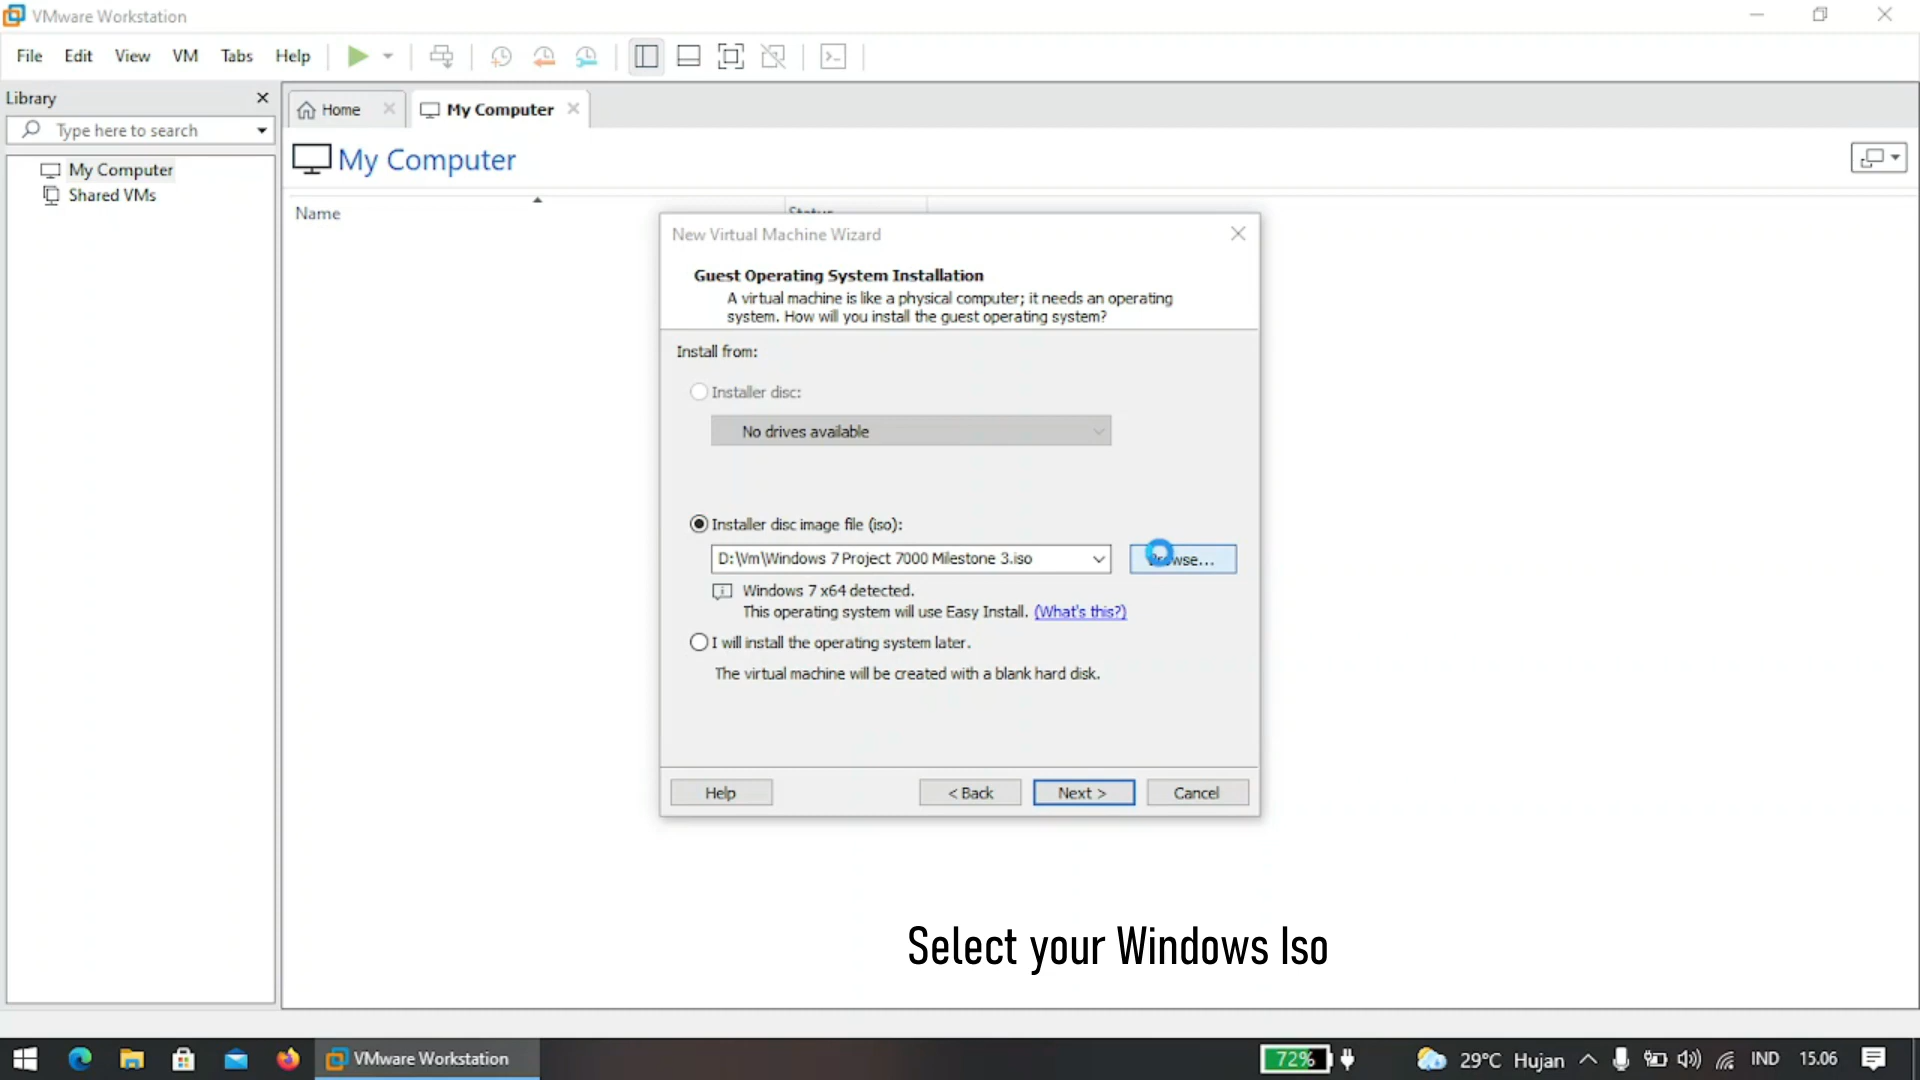 VMware Workstation
File Edit View VM Tabs Help
Library
Type here to search
My Computer
Shared VMs
Home
My Computer
My Computer
Name
Status
New Virtual Machine Wizard
Guest Operating System Installation
A virtual machine is like a physical computer; it needs an operating
system. How will you install the guest operating system?
Install from:
Installer disc:
No drives available
Installer disc image file (iso):
D:\Vm\Windows 7 Project 7000 Milestone 3.iso
Browse...
Windows 7 x64 detected.
This operating system will use Easy Install. (What's this?)
I will install the operating system later.
The virtual machine will be created with a blank hard disk.
Help
< Back
Next >
Cancel
Select your Windows Iso
VMware Workstation
72%
29°C Hujan
IND
15.06